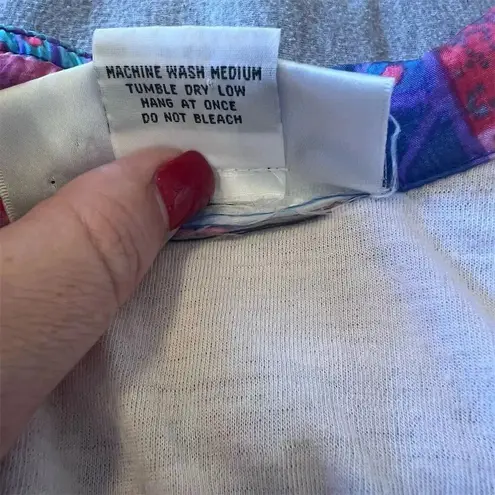 MACHINE WASH MEDIUM
TUMBLE DRY LOW
HANG AT ONCE
DO NOT BLEACH